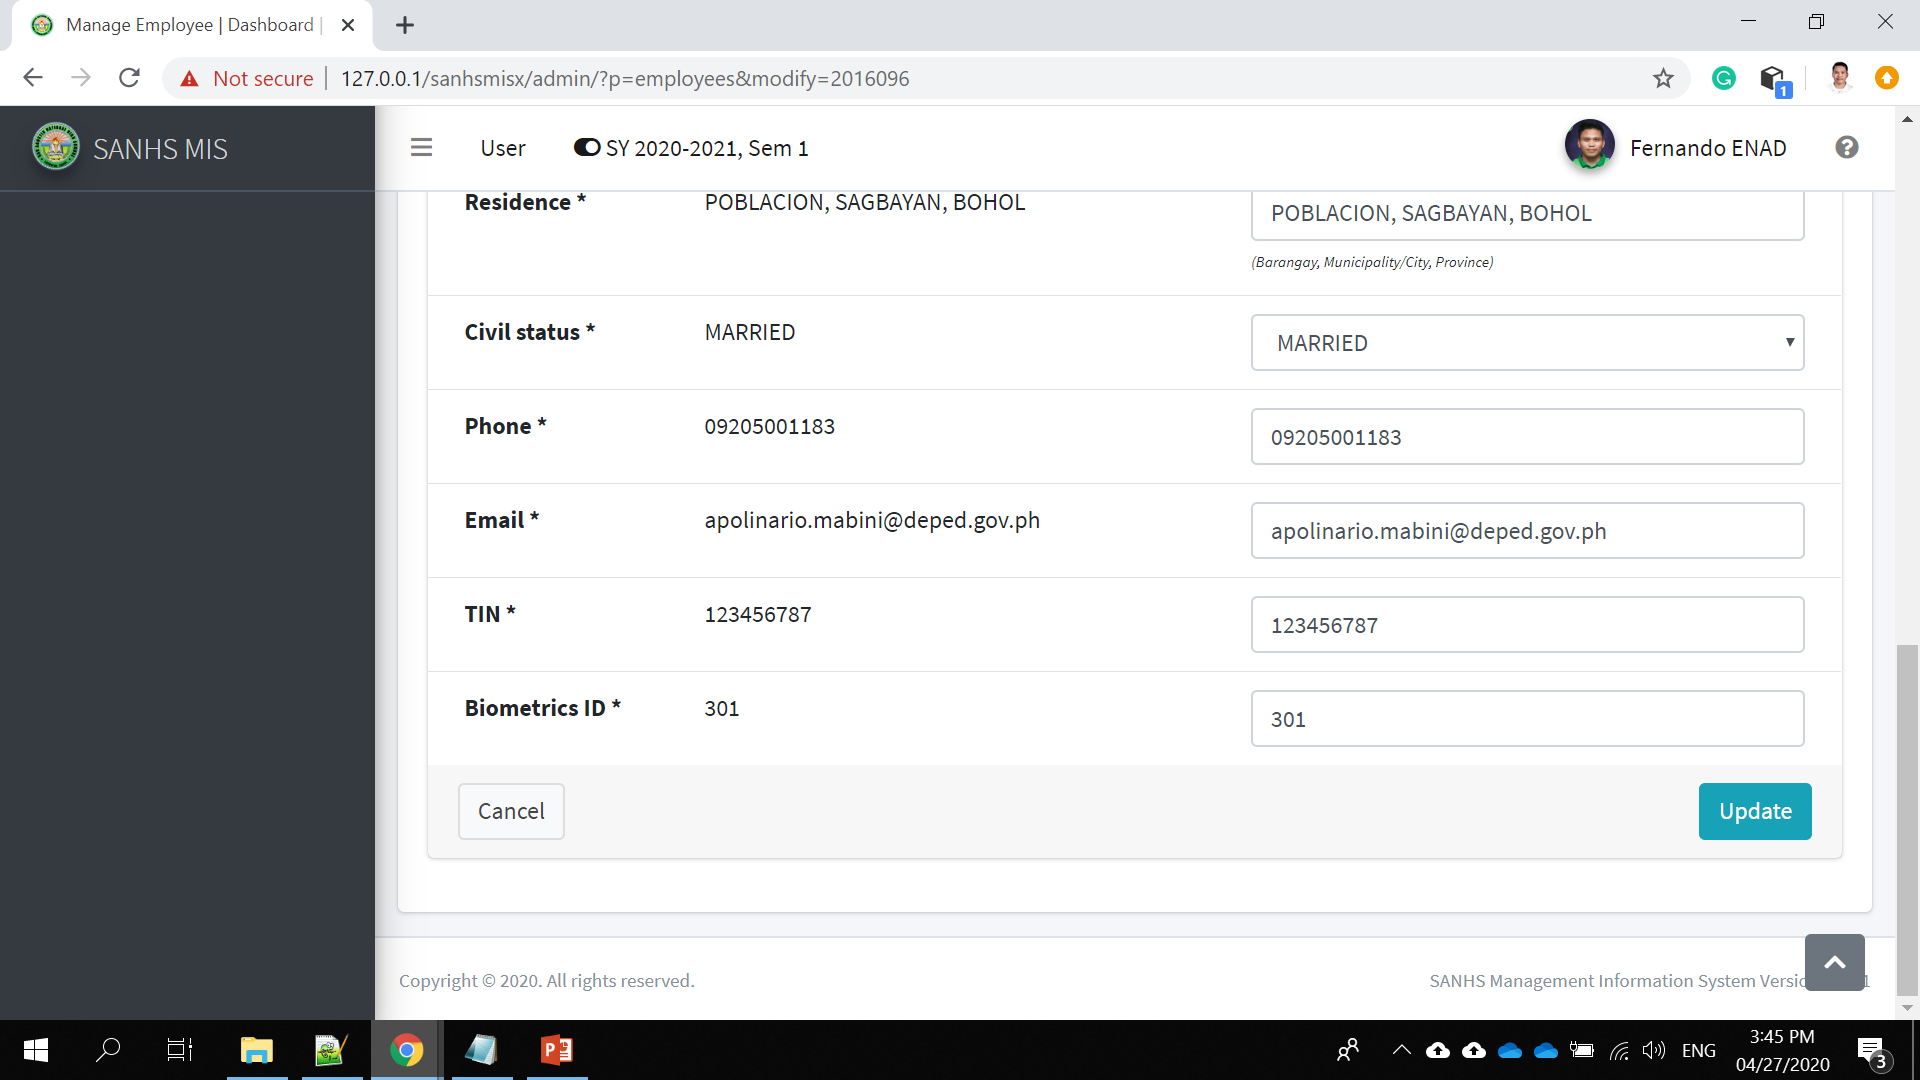 Manage Employee | Dashboard |
Not secure
127.0.0.1/sanhsmisx/admin/?p=employees&modify=2016096
1
SANHS MIS
User
SY 2020-2021, Sem 1
Fernando ENAD
Residence *
POBLACION, SAGBAYAN, BOHOL
POBLACION, SAGBAYAN, BOHOL
(Barangay, Municipality/City, Province)
Civil status *
MARRIED
MARRIED
Phone *
09205001183
09205001183
Email *
apolinario.mabini@deped.gov.ph
apolinario.mabini@deped.gov.ph
TIN *
123456787
123456787
Biometrics ID *
301
301
Cancel
Update
Copyright © 2020. All rights reserved.
SANHS Management Information System
ENG
3:45 PM
04/27/2020
3